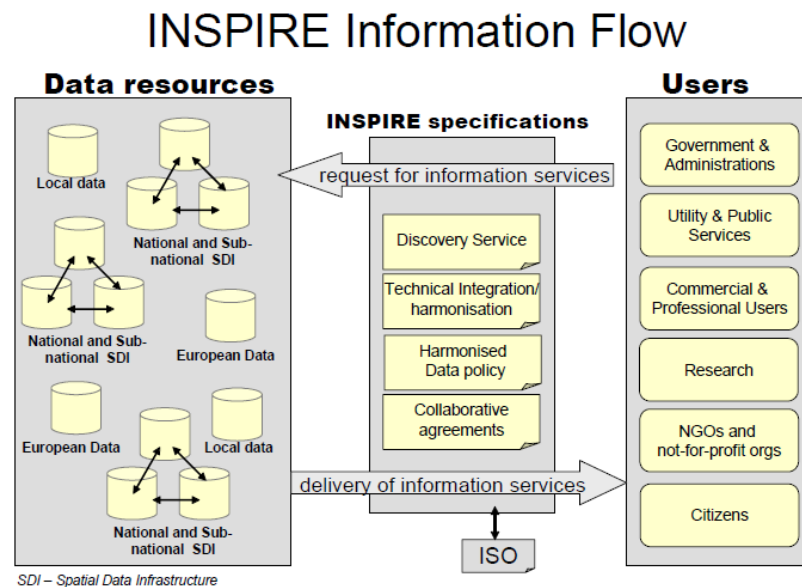 INSPIRE Information Flow
Data resources
Local data
National and Sub-
national SDI
National and Sub-
national SDI
European Data
European Data
Local data
National and Sub-
national SDI
SDI – Spatial Data Infrastructure
INSPIRE specifications
request for information services
Discovery Service
Technical Integration/
harmonisation
Harmonised
Data policy
Collaborative
agreements
delivery of information services
ISO
Users
Government &
Administrations
Utility & Public
Services
Commercial &
Professional Users
Research
NGOs and
not-for-profit orgs
Citizens